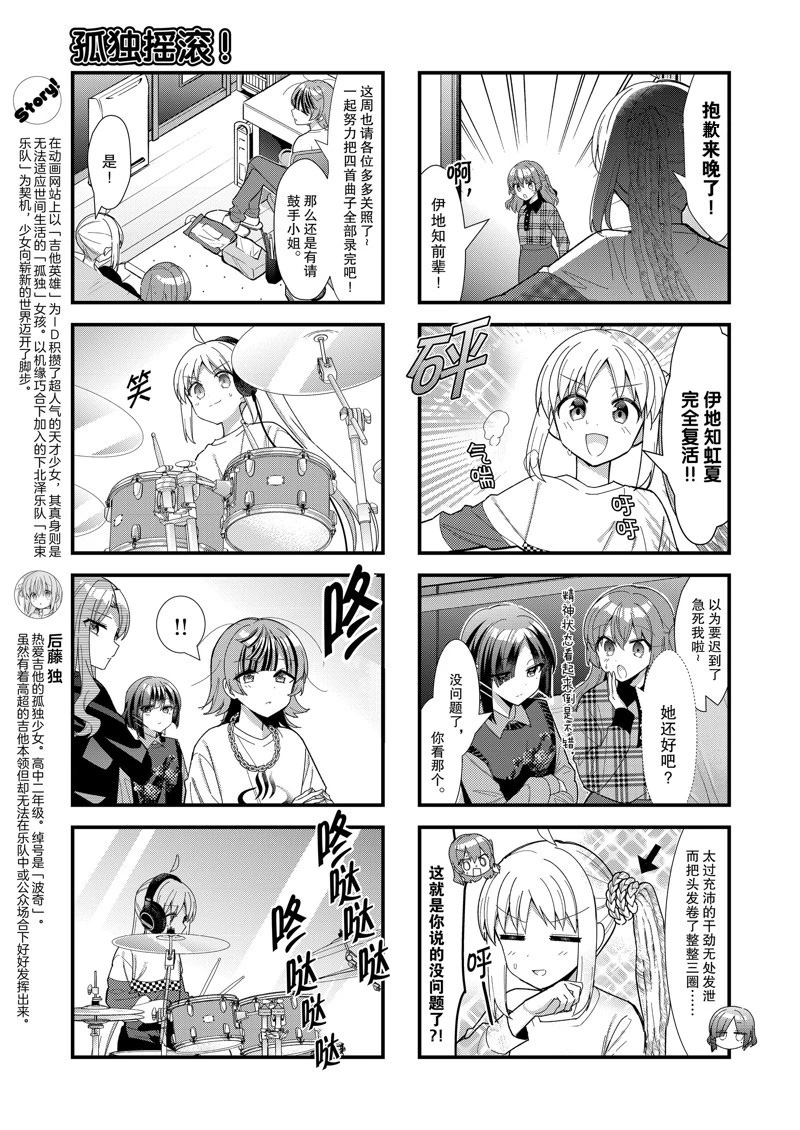 孤独摇滚！
Story!
在动画网站上以「吉他英雄」为ID积攒了超人气的天才少女，其真身则是
无法适应世间生活的「孤独」女孩。以机缘巧合下加入的下北泽乐队「结束
乐队」为契机，少女向崭新的世界迈开了脚步。
后藤独
热爱吉他的孤独少女。高中二年级。绰号是「波奇」。
虽然有着高超的吉他本领但却无法在乐队中或公众场合下好好发挥出来。
抱歉来晚了！
啊，
伊地知前辈！
砰
伊地知虹夏
完全复活!!
气喘
呼呼
以为要迟到了
急死我啦~
精神状态看起来倒是不错
她还好吧？
没问题了，
你看那个。
太过充沛的干劲无处发泄
而把头发卷了整整三圈……
呼！
这就是你说的没问题了?!
这周也请各位多多关照了~
一起努力把四首曲子全部录完吧！
那么还是有请
鼓手小姐。
是！
笑
咚
!!
咚
哒
哒
咚
哒
哒